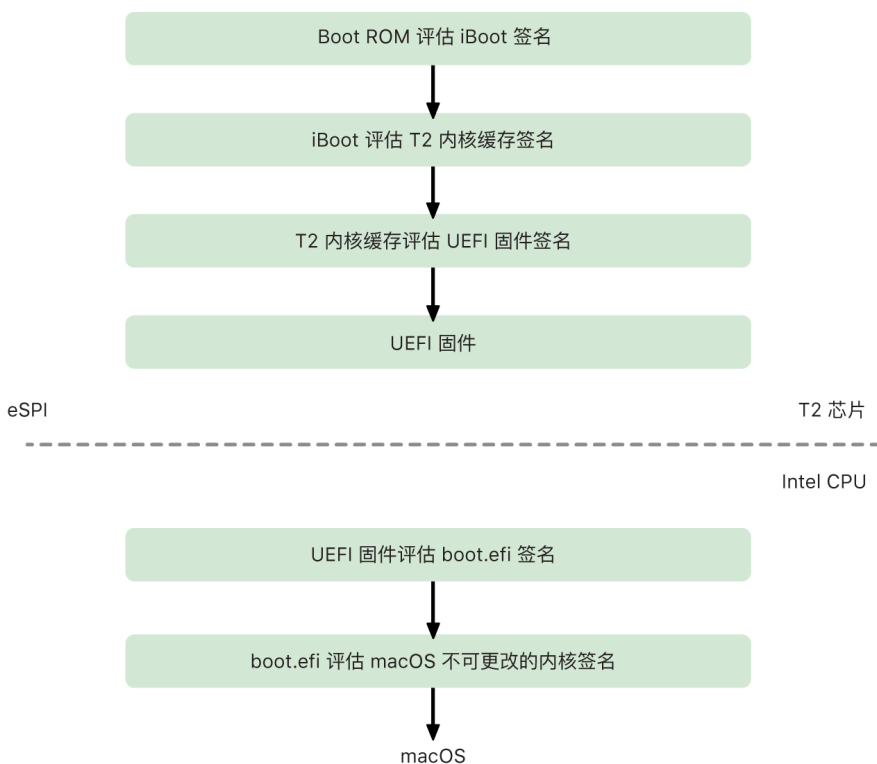 Boot ROM 评估 iBoot 签名
iBoot 评估 T2 内核缓存签名
T2 内核缓存评估 UEFI 固件签名
UEFI 固件
eSPI
T2 芯片
Intel CPU
UEFI 固件评估 boot.efi 签名
boot.efi 评估 macOS 不可更改的内核签名
macOS